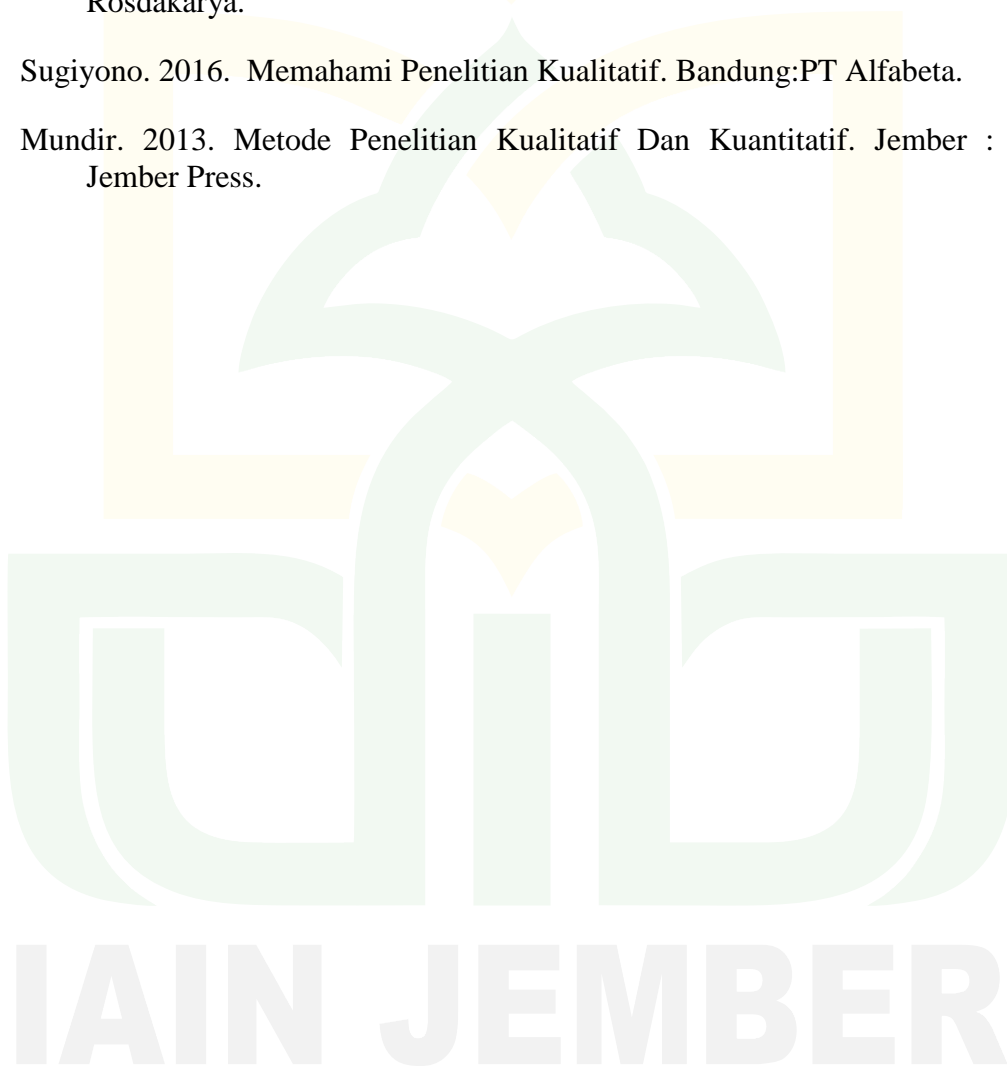 Rosdakarya.
Sugiyono. 2016. Memahami Penelitian Kualitatif. Bandung:PT Alfabeta.
Mundir. 2013. Metode Penelitian Kualitatif Dan Kuantitatif. Jember :
Jember Press.
IAIN JEMBER